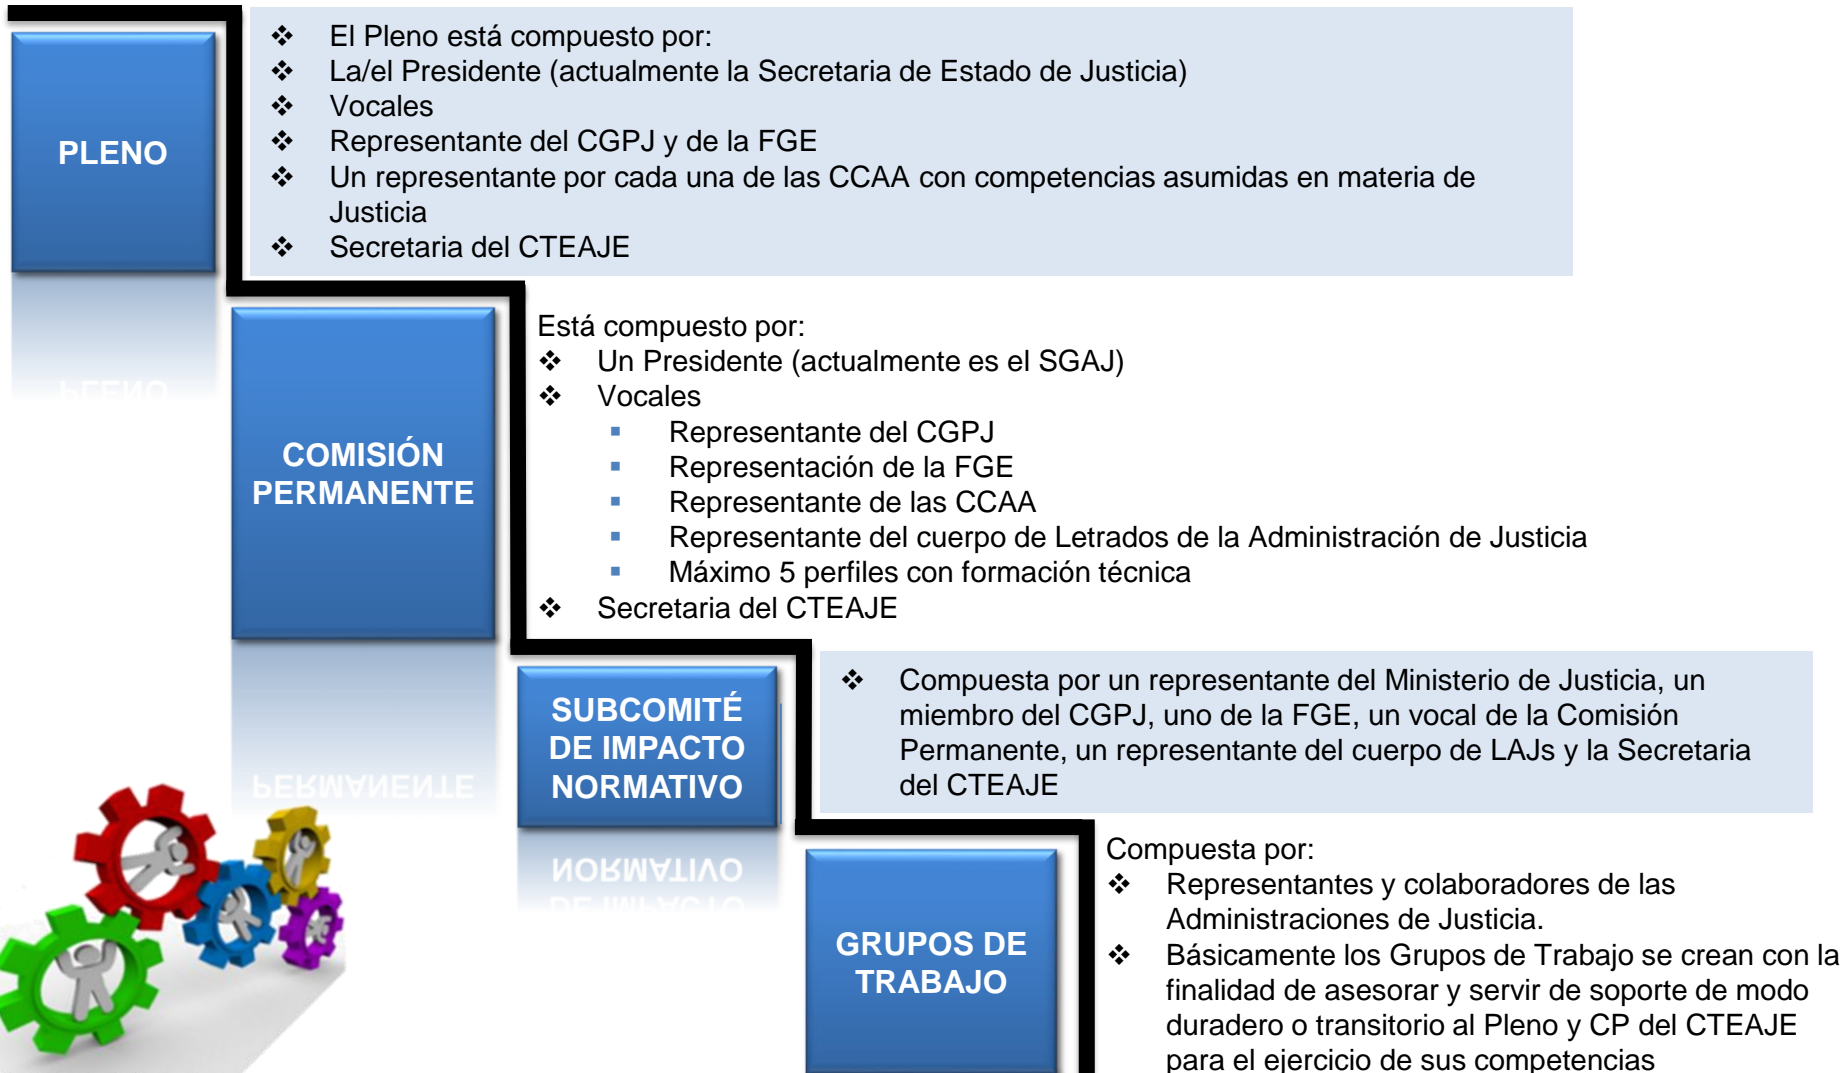 PLENO
❖ El Pleno está compuesto por:
❖ La/el Presidente (actualmente la Secretaria de Estado de Justicia)
❖ Vocales
❖ Representante del CGPJ y de la FGE
❖ Un representante por cada una de las CCAA con competencias asumidas en materia de
Justicia
❖ Secretaria del CTEAJE
COMISIÓN
PERMANENTE
Está compuesto por:
❖ Un Presidente (actualmente es el SGAJ)
❖ Vocales
▪ Representante del CGPJ
▪ Representación de la FGE
▪ Representante de las CCAA
▪ Representante del cuerpo de Letrados de la Administración de Justicia
▪ Máximo 5 perfiles con formación técnica
❖ Secretaria del CTEAJE
SUBCOMITÉ
DE IMPACTO
NORMATIVO
❖ Compuesta por un representante del Ministerio de Justicia, un
miembro del CGPJ, uno de la FGE, un vocal de la Comisión
Permanente, un representante del cuerpo de LAJs y la Secretaria
del CTEAJE
GRUPOS DE
TRABAJO
Compuesta por:
❖ Representantes y colaboradores de las
Administraciones de Justicia.
❖ Básicamente los Grupos de Trabajo se crean con la
finalidad de asesorar y servir de soporte de modo
duradero o transitorio al Pleno y CP del CTEAJE
para el ejercicio de sus competencias